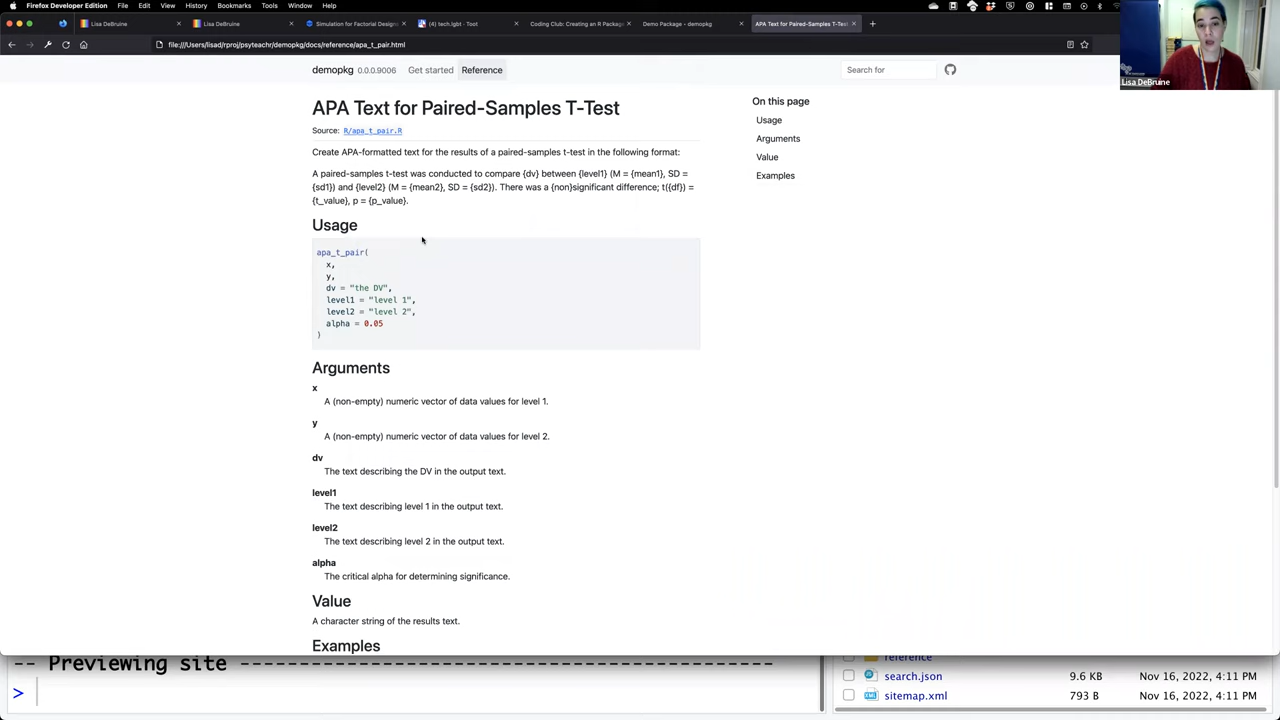 Firefox Developer Edition File Edit View History Bookmarks Tools Window Help
Lisa DeBruine
Lisa DeBruine
Simulation for Factorial Design
(4) tech.lgbt - Toot
Coding Club: Creating an R Packag
Demo Package - demopkg
APA Text for Paired-Samples T-Test
file:///Users/lisad/rproj/psyteachr/demopkg/docs/reference/apa_t_pair.html
Lisa DeBruine
demopkg 0.0.0.9006 Get started Reference
Search for
APA Text for Paired-Samples T-Test
Source: R/apa_t_pair.R
Create APA-formatted text for the results of a paired-samples t-test in the following format:
A paired-samples t-test was conducted to compare {dv} between {level1} (M = {mean1}, SD =
{sd1}) and {level2} (M = {mean2}, SD = {sd2}). There was a {non}significant difference; t({df}) =
{t_value}, p = {p_value}.
Usage
apa_t_pair(
x,
y,
dv = "the DV",
level1 = "level 1",
level2 = "level 2",
alpha = 0.05
)
Arguments
x
A (non-empty) numeric vector of data values for level 1.
y
A (non-empty) numeric vector of data values for level 2.
dv
The text describing the DV in the output text.
level1
The text describing level 1 in the output text.
level2
The text describing level 2 in the output text.
alpha
The critical alpha for determining significance.
Value
A character string of the results text.
Examples
On this page
Usage
Arguments
Value
Examples
-- Previewing site --------------------------------------------------
>
reference
search.json 9.6 KB Nov 16, 2022, 4:11 PM
sitemap.xml 793 B Nov 16, 2022, 4:11 PM